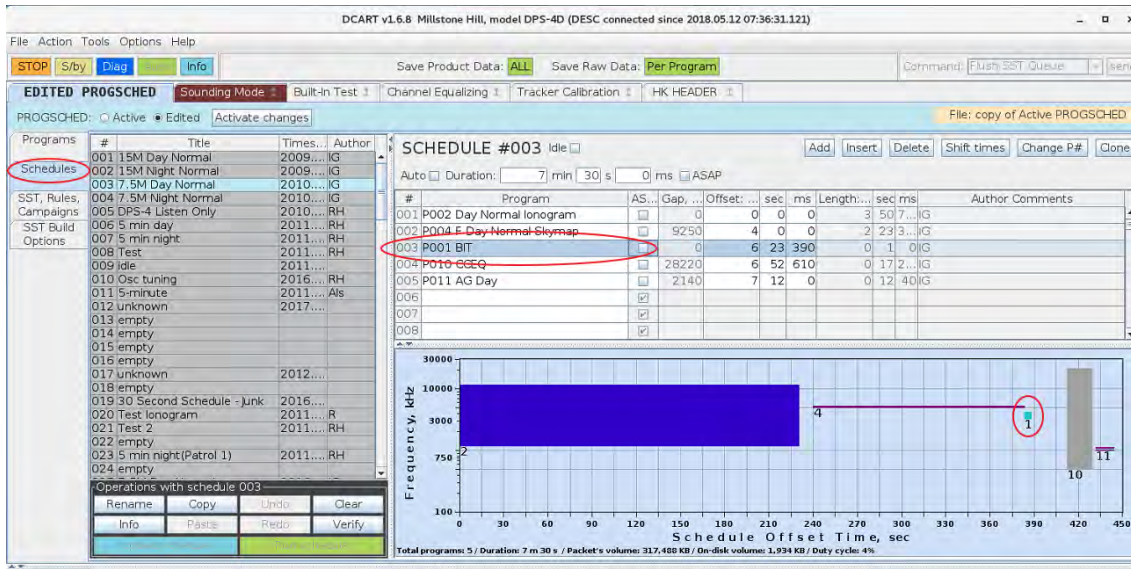 DCART v1.6.8 Millstone Hill, model DPS-4D (DESC connected since 2018.05.12 07:36:31.121)
File Action Tools Options Help
STOP S/by Diag Info Save Product Data: ALL Save Raw Data: Per Program Command: Flush SST Queue
EDITED PROGSCHED Sounding Mode Built-In Test Channel Equalizing Tracker Calibration HK HEADER
PROGSCHED: Active Edited Activate changes File: copy of Active PROGSCHED
Programs
Schedules
SST, Rules, Campaigns
SST Build Options
# Title Times... Author
001 15M Day Normal 2009.... IG
002 15M Night Normal 2009.... IG
003 7.5M Day Normal 2010.... IG
004 7.5M Night Normal 2010.... IG
005 DPS-4 Listen Only 2010.... RH
006 5 min day 2011.... RH
007 5 min night 2011.... RH
008 Test 2011.... RH
009 idle 2011....
010 Osc tuning 2016.... RH
011 5-minute 2011.... Als
012 unknown 2017....
013 empty
014 empty
015 empty
016 empty
017 unknown 2012....
018 empty
019 30 Second Schedule - Junk 2016....
020 Test Ionogram 2011.... R
021 Test 2 2011.... RH
022 empty
023 5 min night(Patrol 1) 2011.... RH
024 empty
Operations with schedule 003
Rename Copy Undo Clear
Info Paste Redo Verify
SCHEDULE #003 Idle Add Insert Delete Shift times Change P# Clone
Auto Duration: 7 min 30 s 0 ms ASAP
# Program AS... Gap, ... Offset: ... sec ms Length:... sec ms Author Comments
001 P002 Day Normal Ionogram 0 0 0 0 3 50 7... IG
002 P004 F Day Normal Skymap 9250 4 0 0 2 23 3... IG
003 P001 BIT 0 6 23 390 0 1 0 IG
004 P010 CCEQ 28220 6 52 610 0 17 2... IG
005 P011 AG Day 2140 7 12 0 0 12 40 IG
006
007
008
Frequency, kHz
30000
10000
3000
750
100
2
4
1
10
11
0 30 60 90 120 150 180 210 240 270 300 330 360 390 420 450
Schedule Offset Time, sec
Total programs: 5 / Duration: 7 m 30 s / Packet's volume: 317,488 KB / On-disk volume: 1,934 KB / Duty cycle: 4%